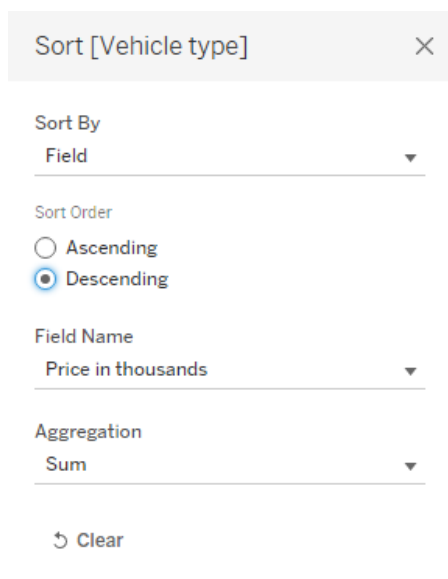 Sort [Vehicle type]
Sort By
Field
Sort Order
Ascending
Descending
Field Name
Price in thousands
Aggregation
Sum
Clear